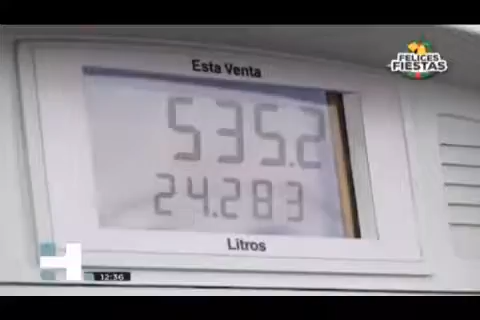 FELICES
FIESTAS
Esta Venta
535.2
24.283
Litros
H
12:36